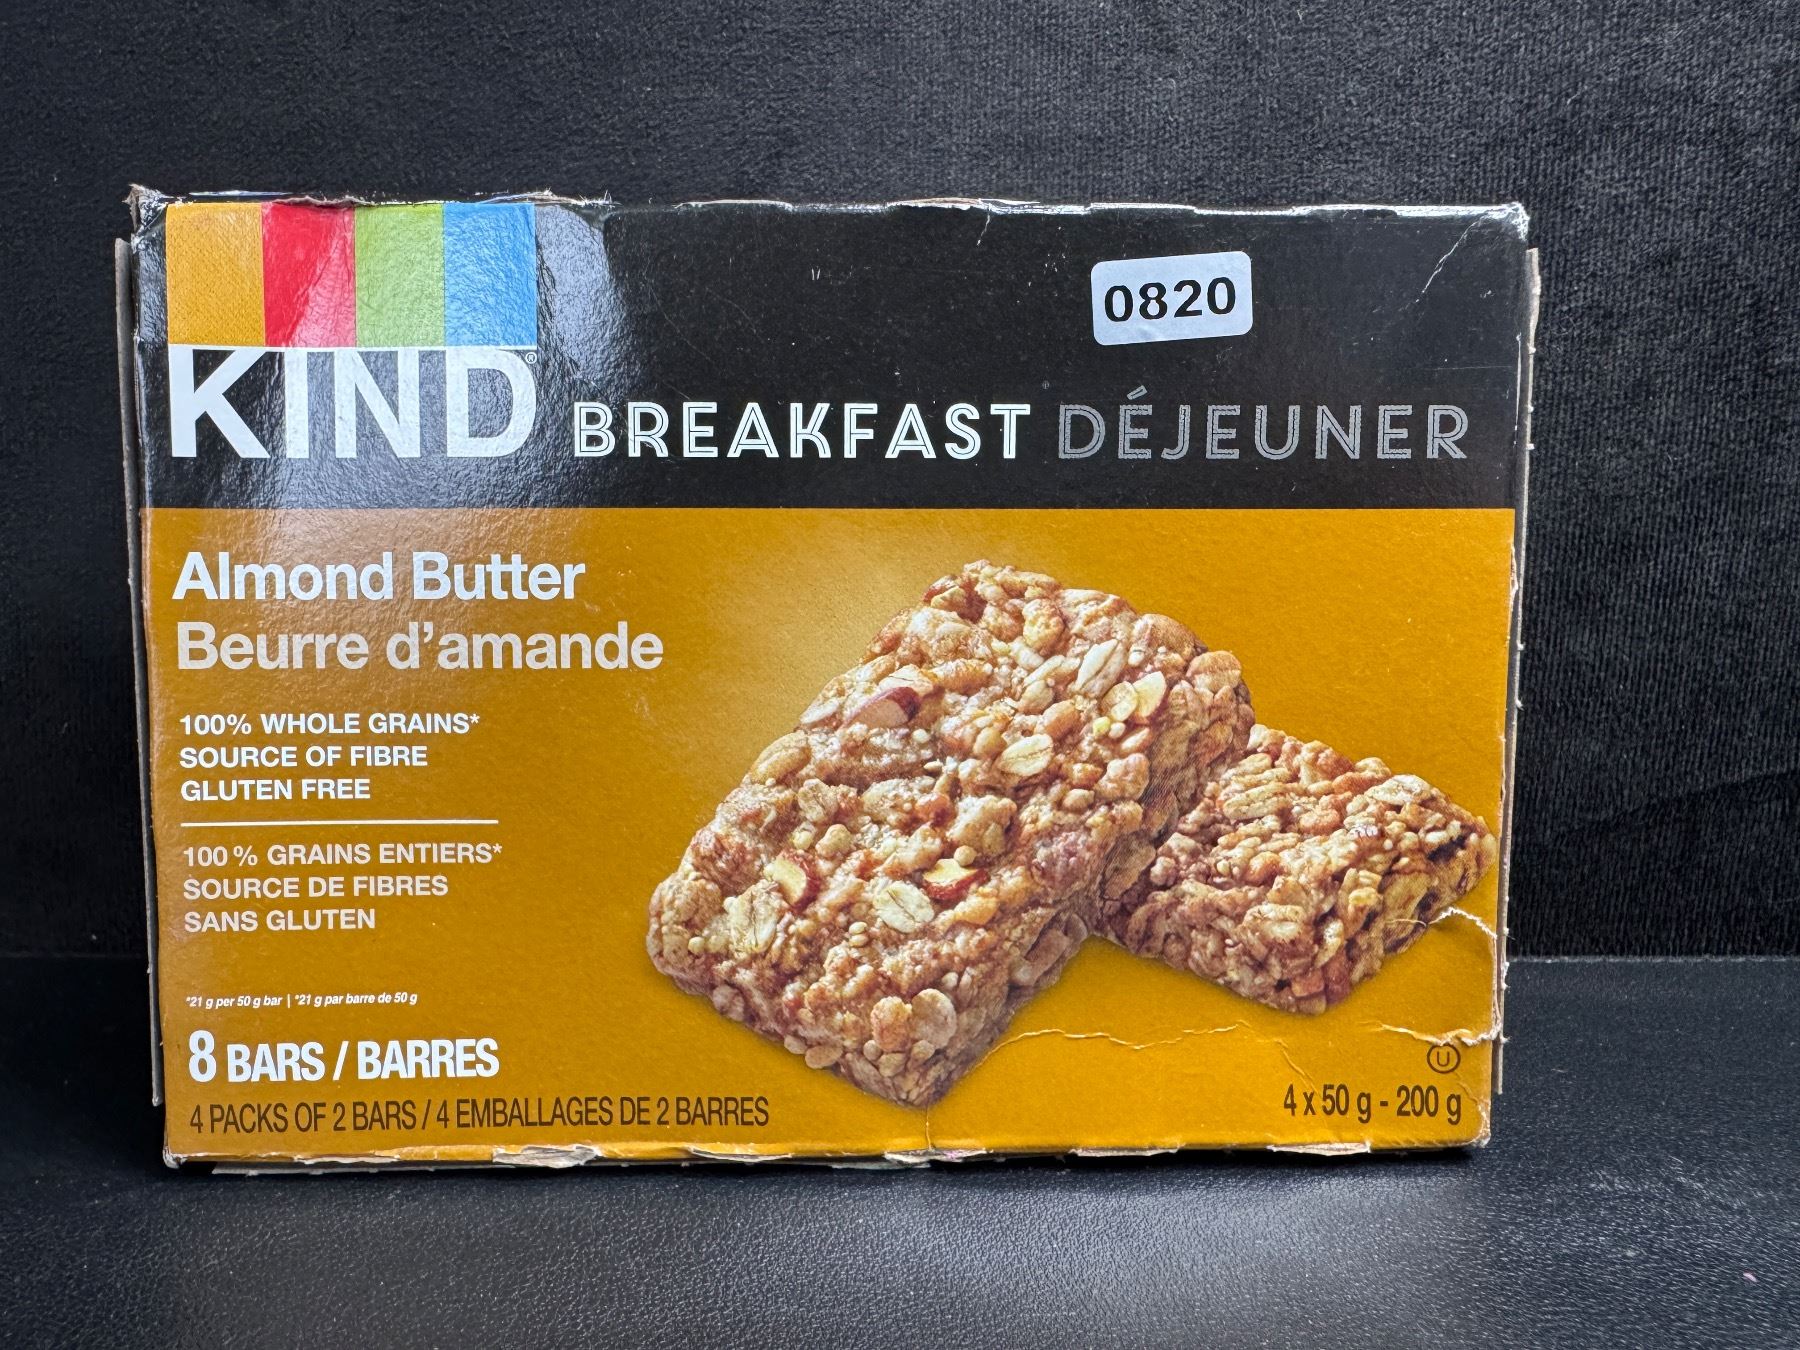 0820
KIND®
BREAKFAST DÉJEUNER
Almond Butter
Beurre d'amande
100% WHOLE GRAINS*
SOURCE OF FIBRE
GLUTEN FREE
100 % GRAINS ENTIERS*
SOURCE DE FIBRES
SANS GLUTEN
*21 g per 50 g bar | *21 g par barre de 50 g
8 BARS / BARRES
4 PACKS OF 2 BARS / 4 EMBALLAGES DE 2 BARRES
U
4 x 50 g - 200 g